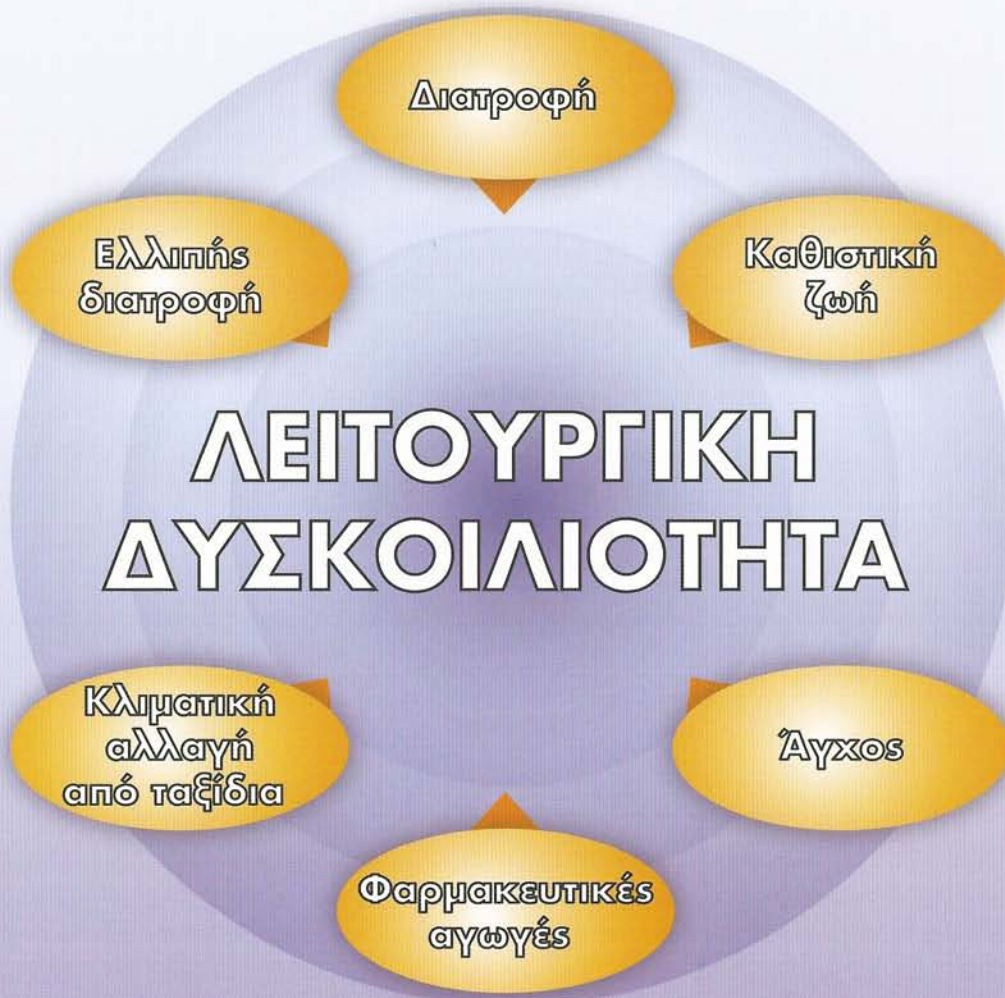 Διατροφή
Ελλιπής
διατροφή
Καθιστική
ζωή
ΛΕΙΤΟΥΡΓΙΚΗ
ΔΥΣΚΟΙΛΙΟΤΗΤΑ
Κλιματική
αλλαγή
από ταξίδια
Άγχος
Φαρμακευτικές
αγωγές